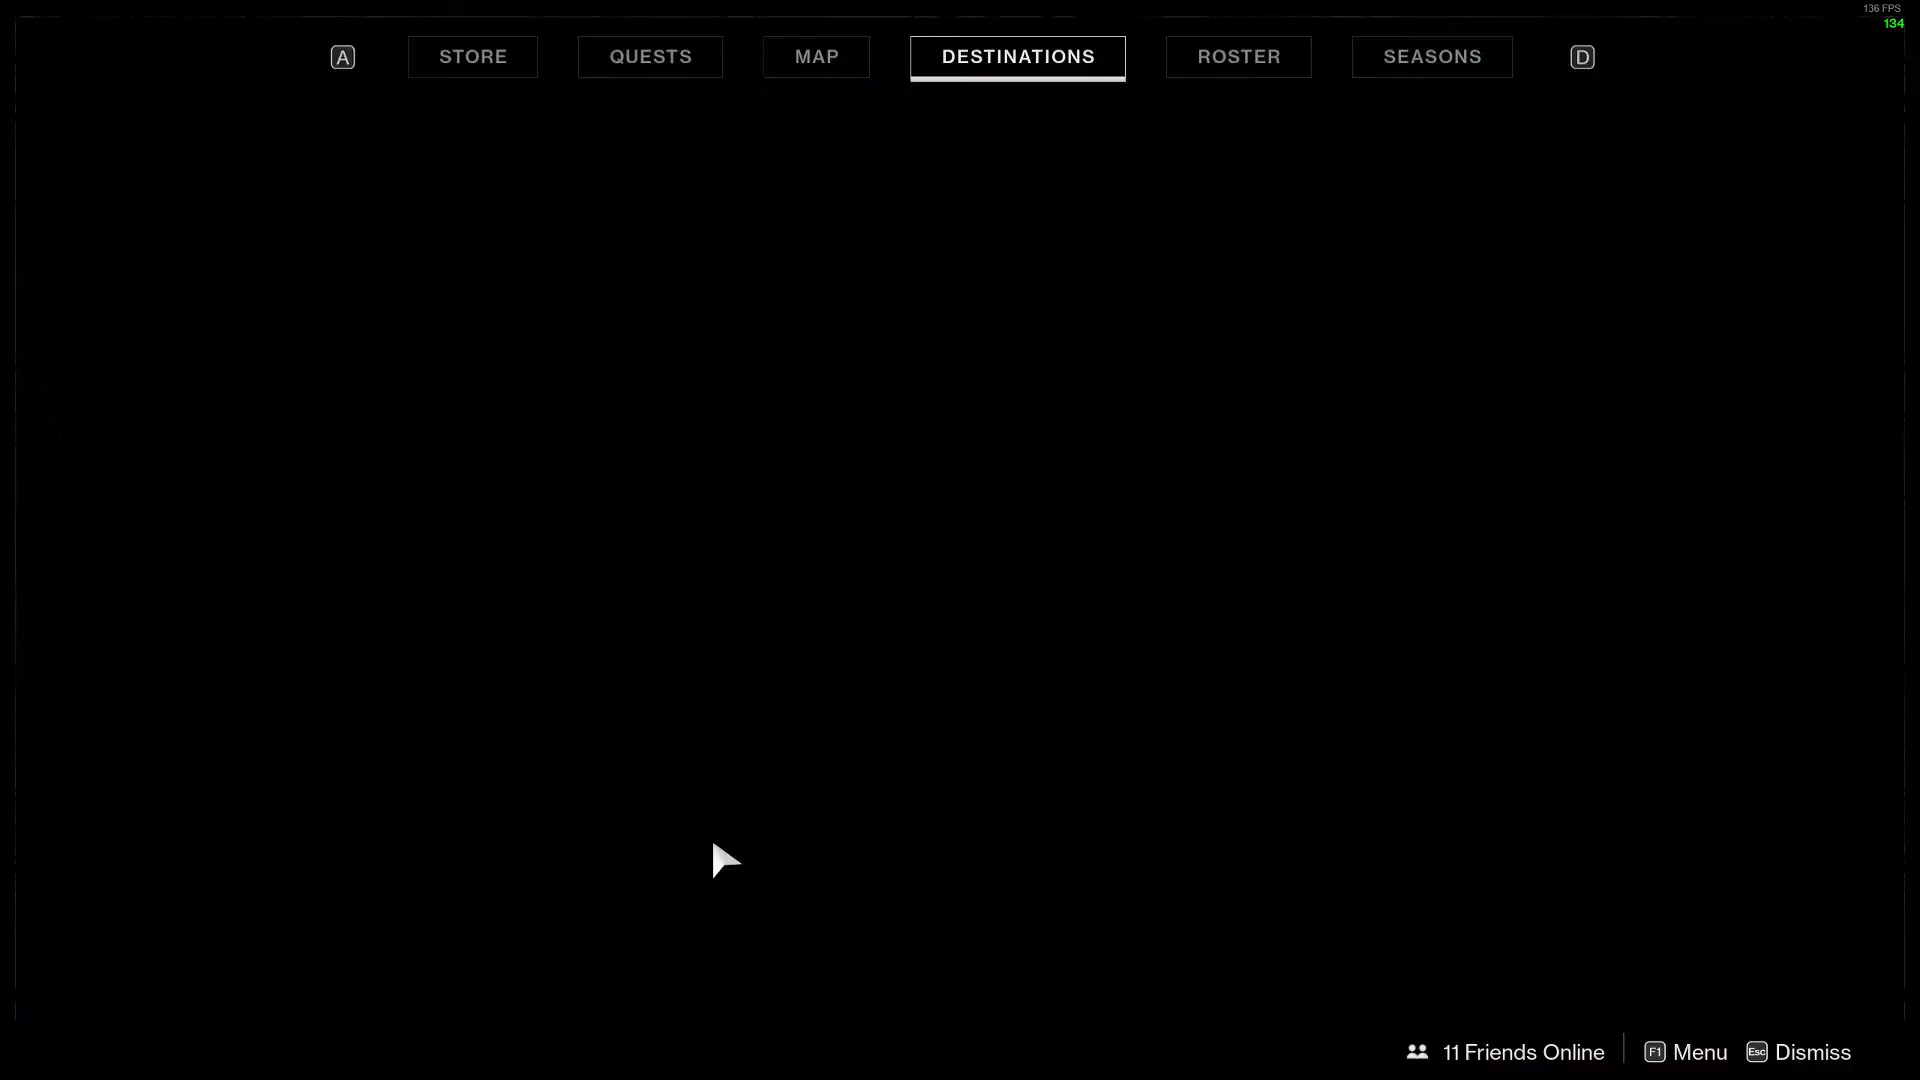 136 FPS
134
A STORE QUESTS MAP DESTINATIONS ROSTER SEASONS D
11 Friends Online F1 Menu Esc Dismiss